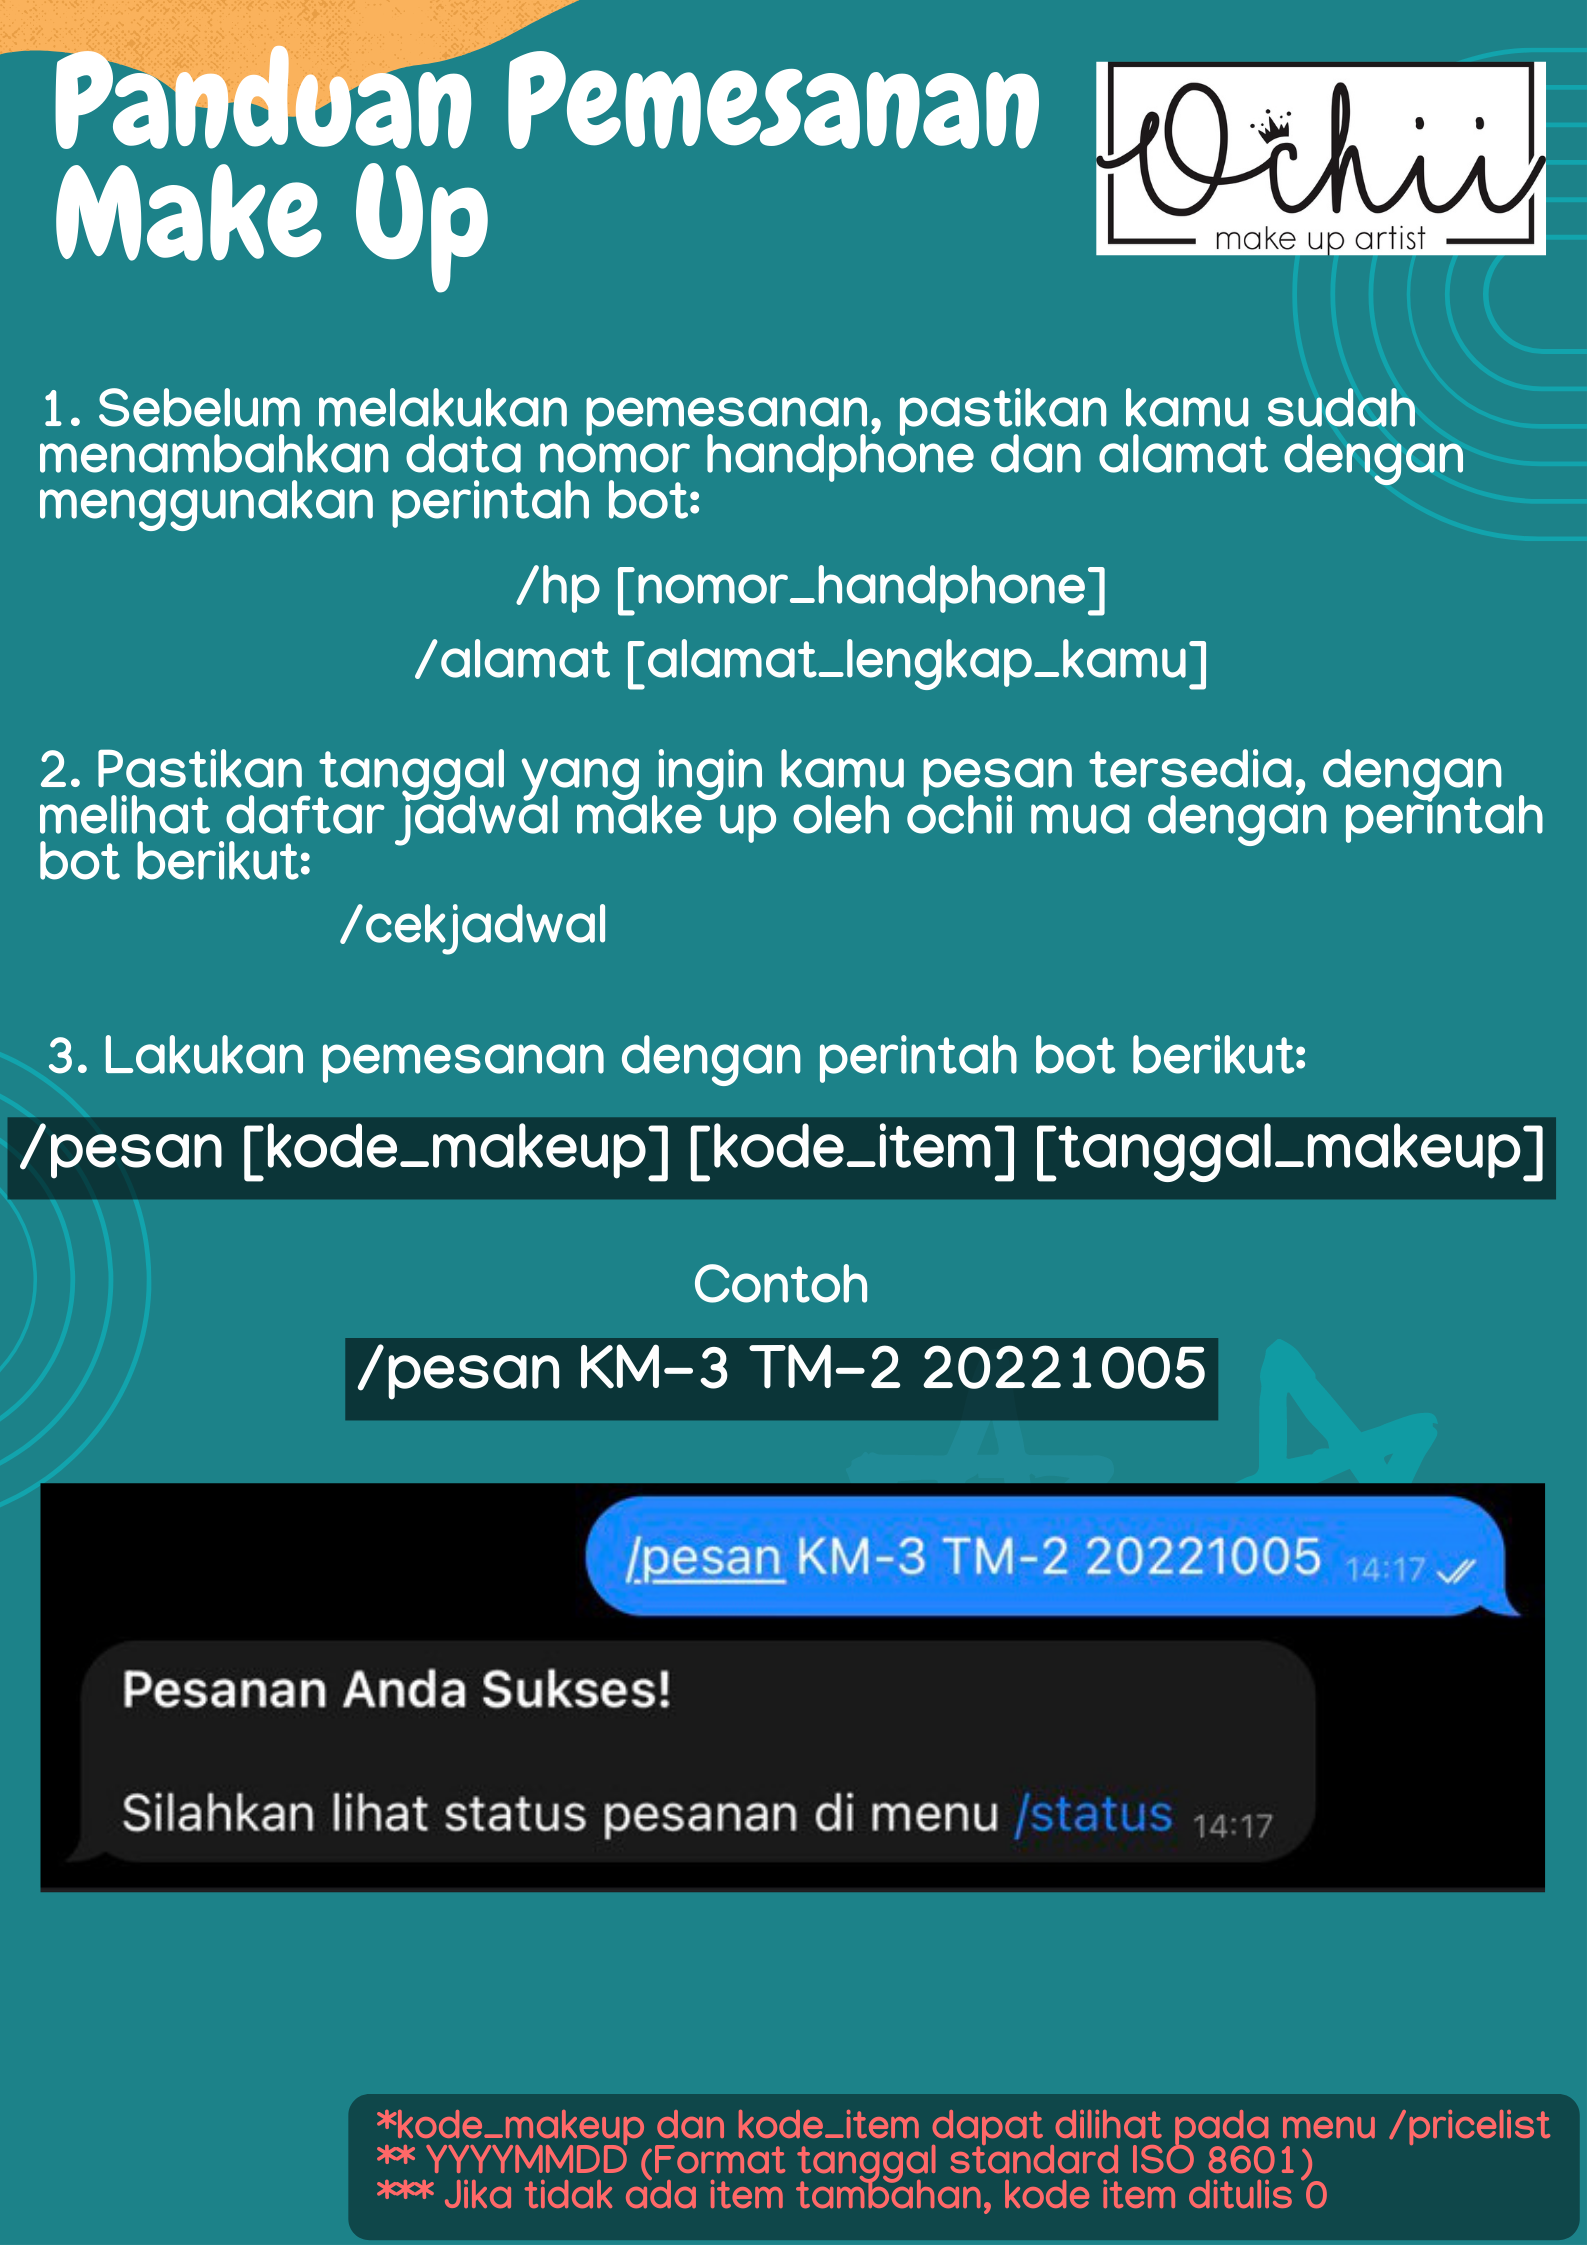 Panduan Pemesanan
Make Up
Ochii
make up artist
1. Sebelum melakukan pemesanan, pastikan kamu sudah
menambahkan data nomor handphone dan alamat dengan
menggunakan perintah bot:
/hp [nomor_handphone]
/alamat [alamat_lengkap_kamu]
2. Pastikan tanggal yang ingin kamu pesan tersedia, dengan
melihat daftar jadwal make up oleh ochii mua dengan perintah
bot berikut:
/cekjadwal
3. Lakukan pemesanan dengan perintah bot berikut:
/pesan [kode_makeup] [kode_item] [tanggal_makeup]
Contoh
/pesan KM-3 TM-2 20221005
/pesan KM-3 TM-2 20221005 14:17
Pesanan Anda Sukses!
Silahkan lihat status pesanan di menu /status 14:17
*kode_makeup dan kode_item dapat dilihat pada menu /pricelist
** YYYYMMDD (Format tanggal standard ISO 8601)
*** Jika tidak ada item tambahan, kode item ditulis 0